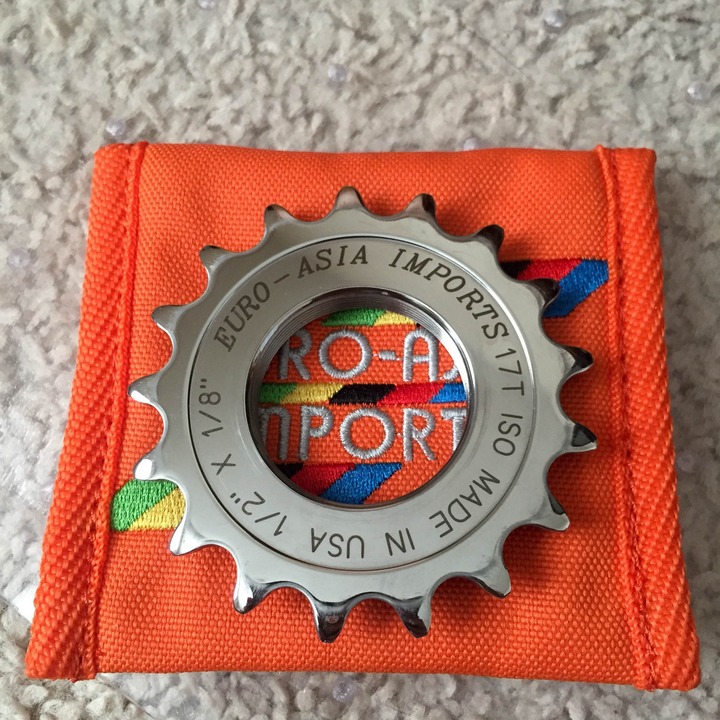 EURO-ASIA IMPORTS 17T ISO MADE IN USA 1/2" X 1/8"
RO-A
MPORT